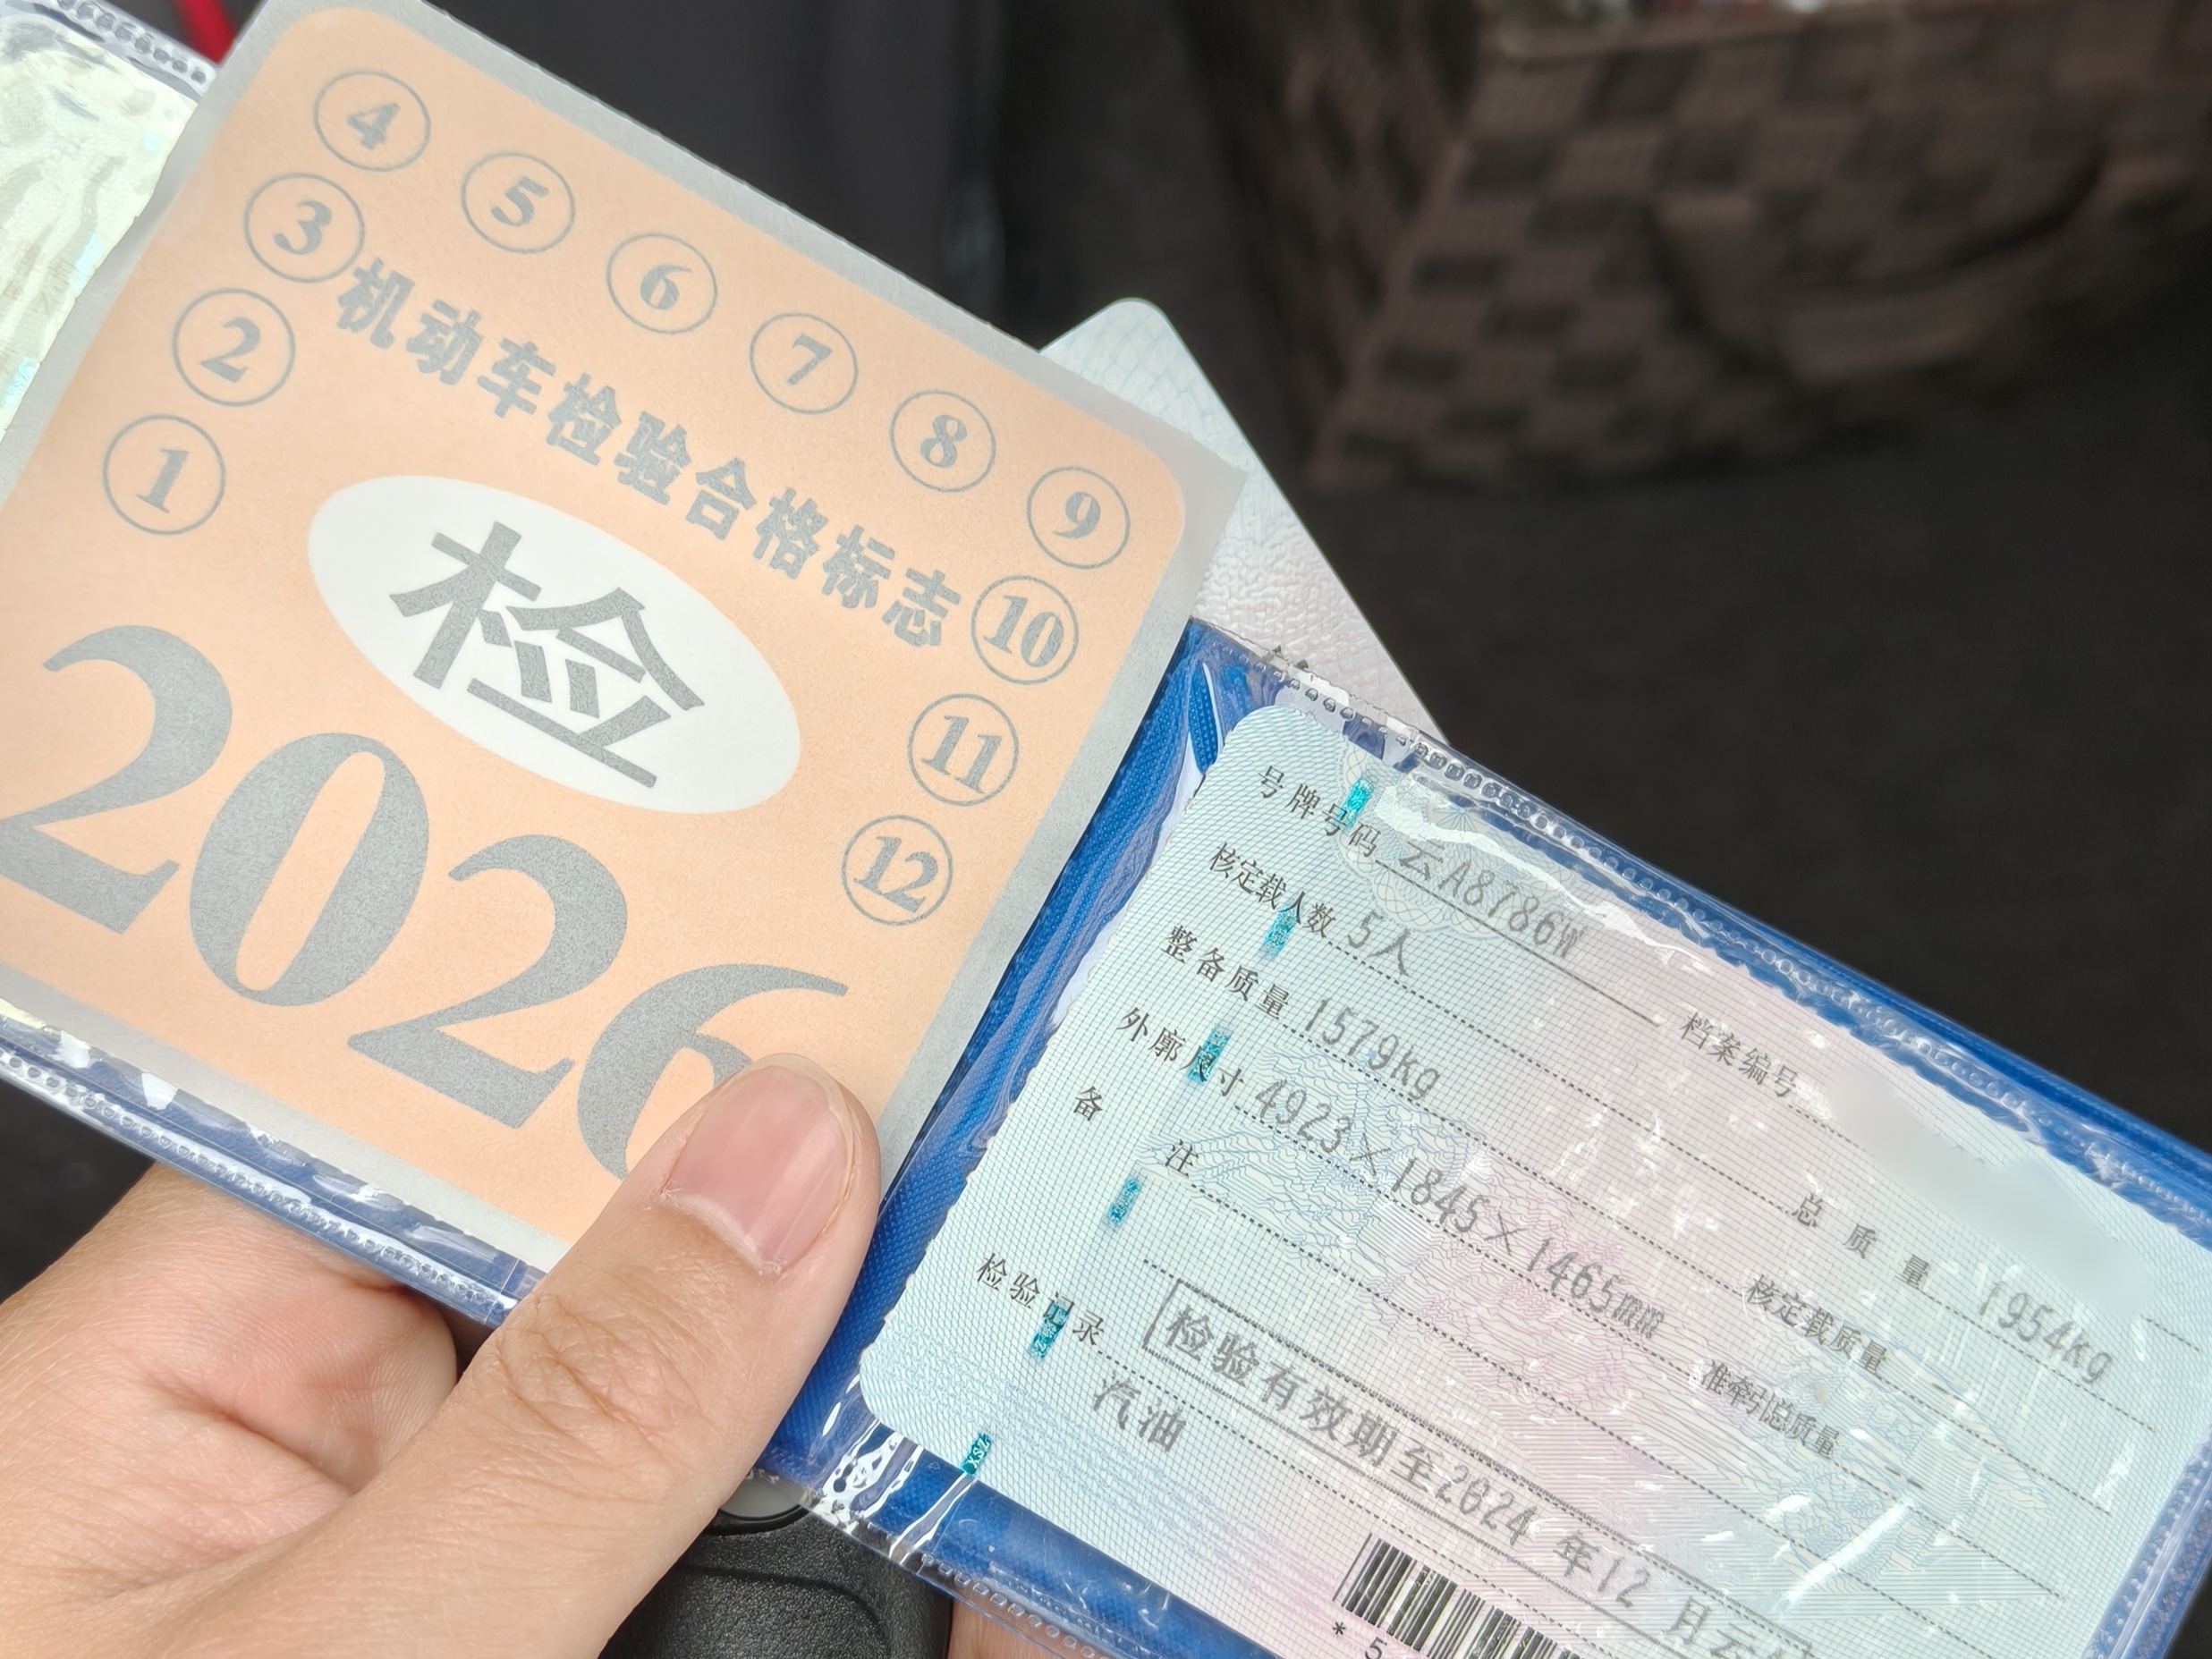 ④ ⑤ ⑥ ⑦ ⑧ ⑨
③ ⑩
② ⑪
① ⑫
机动车检验合格标志
检
2026
号牌号码 云A8786W 档案编号
核定载人数 5人 总质量 1954kg
整备质量 1579kg 核定载质量
外廓尺寸 4923×1845×1465mm 准牵引总质量
备注
检验记录 检验有效期至2024年12月云
汽油
*5